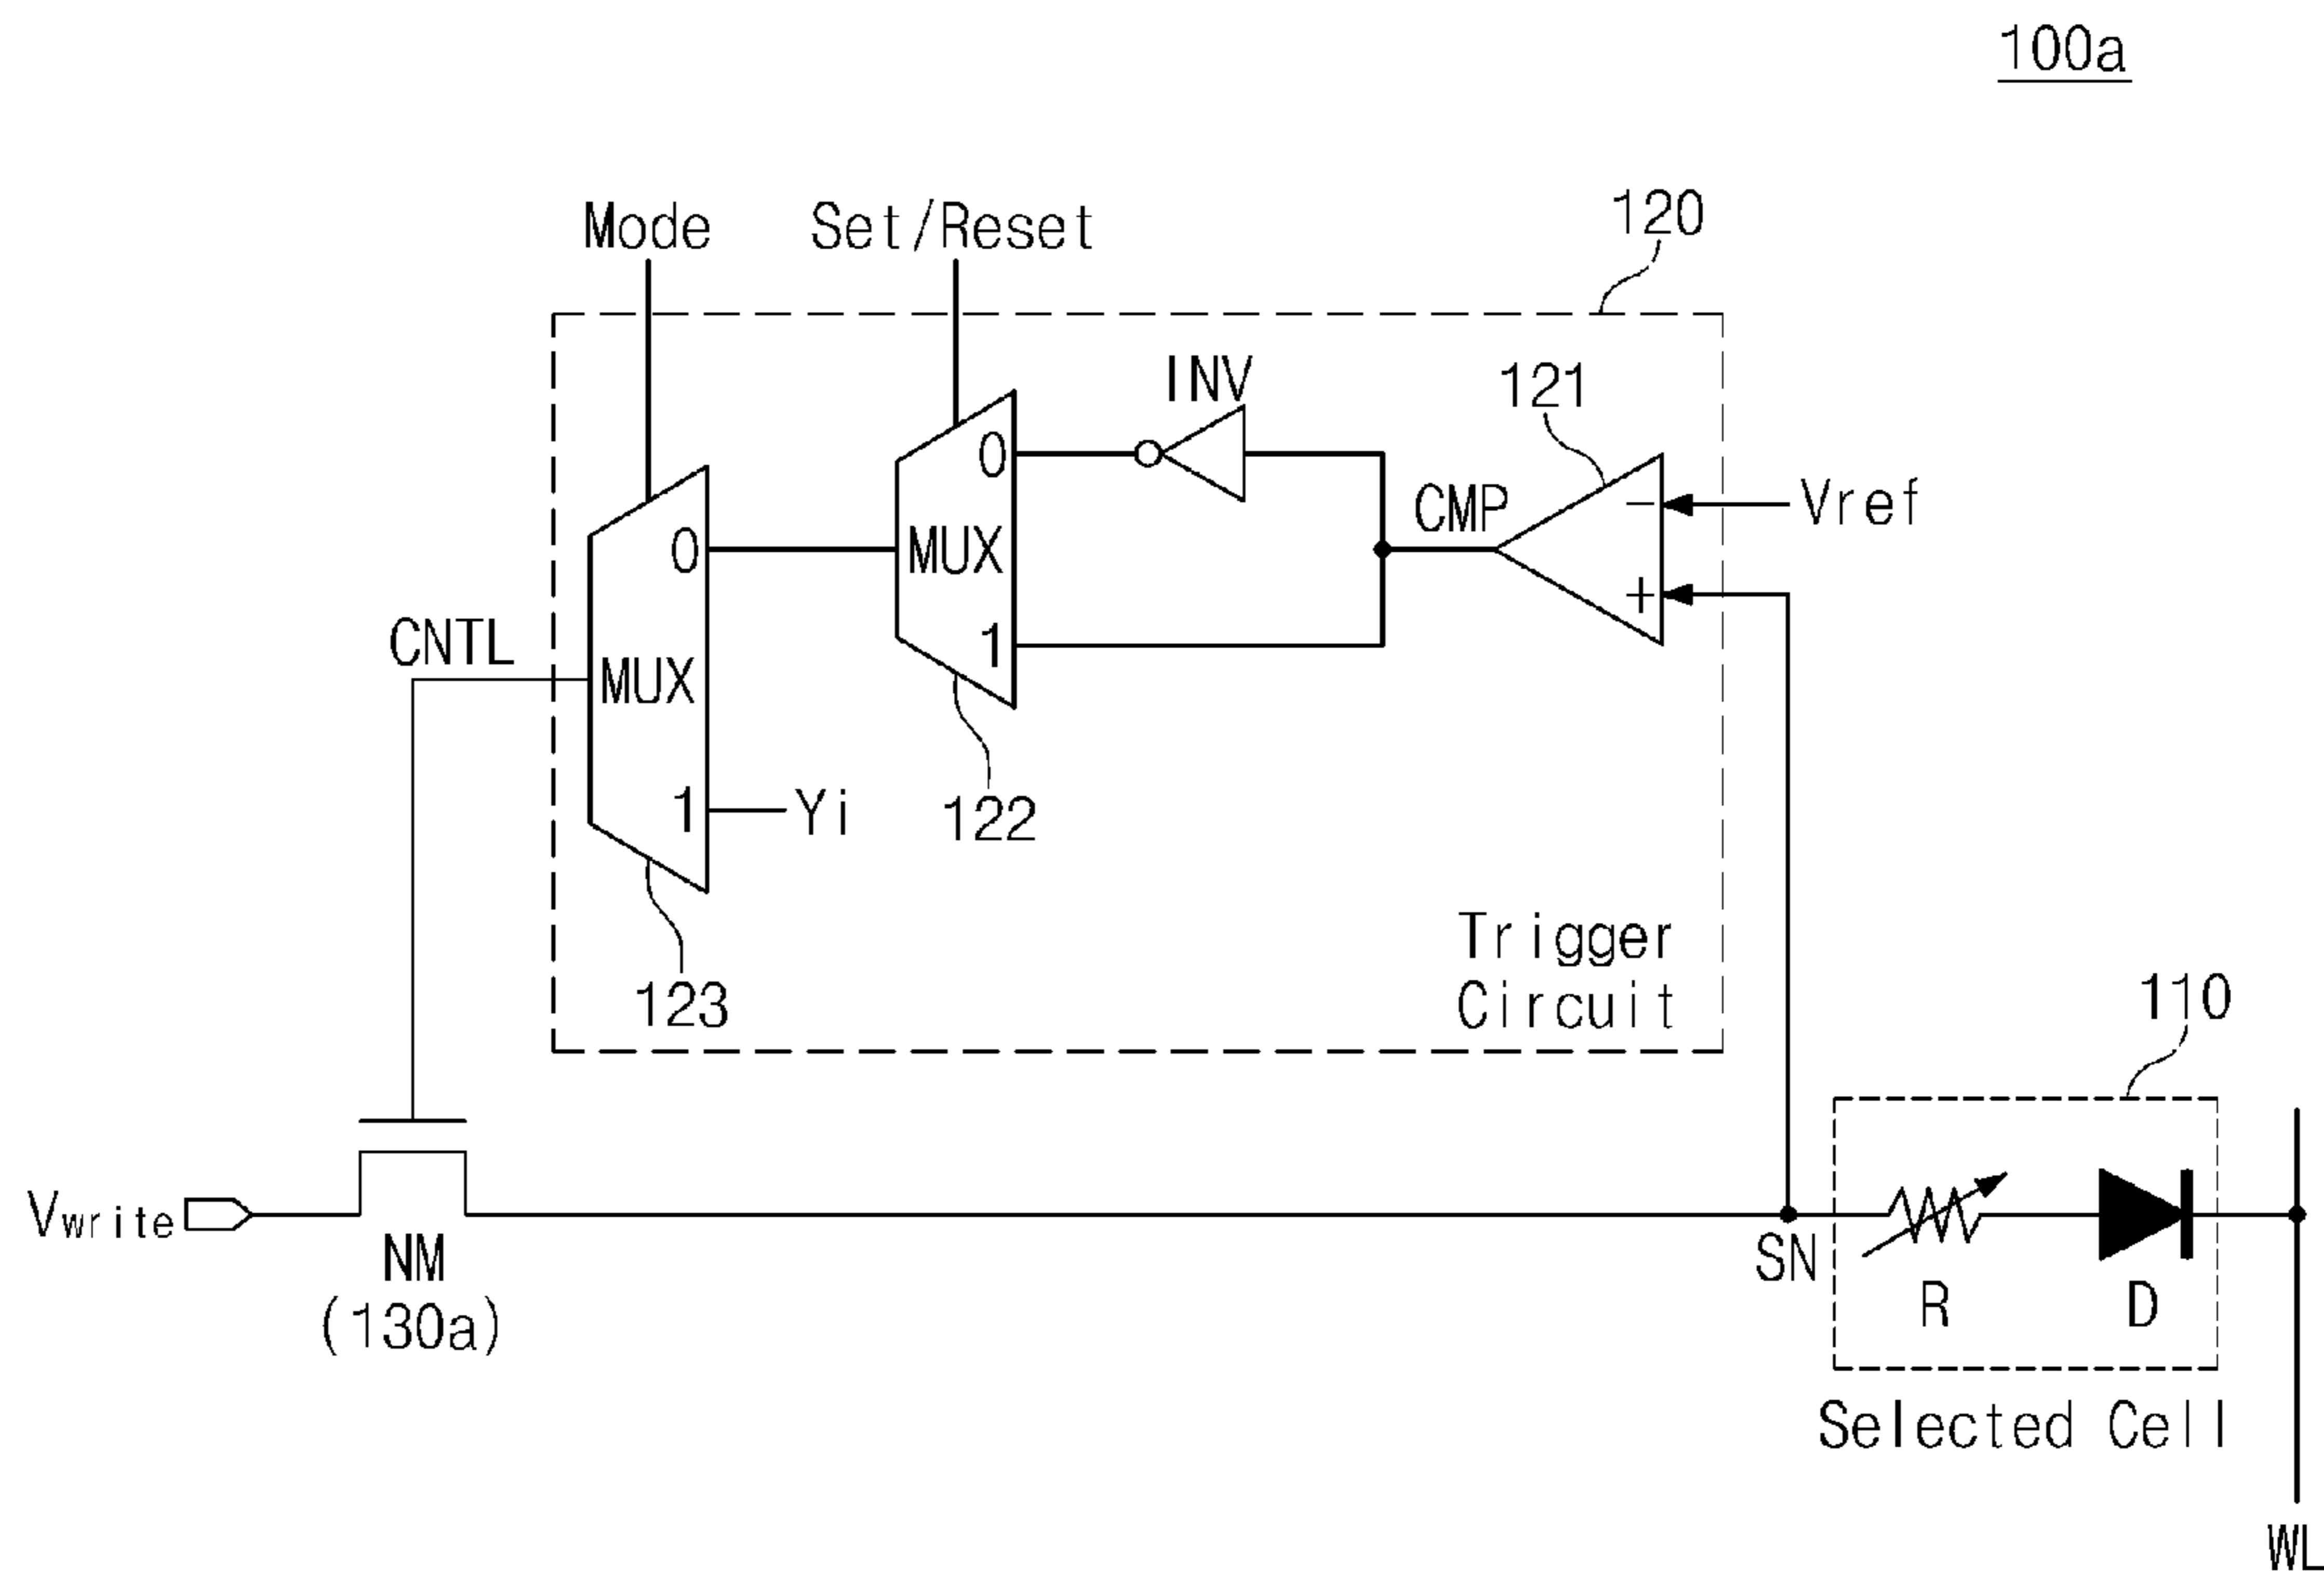 100a
Mode
Set/Reset
120
INV
121
0
−
Vref
CMP
0
MUX
+
CNTL
1
MUX
1
Yi
122
Trigger
Circuit
123
110
Vwrite
NM
(130a)
SN
R
D
Selected Cell
WL